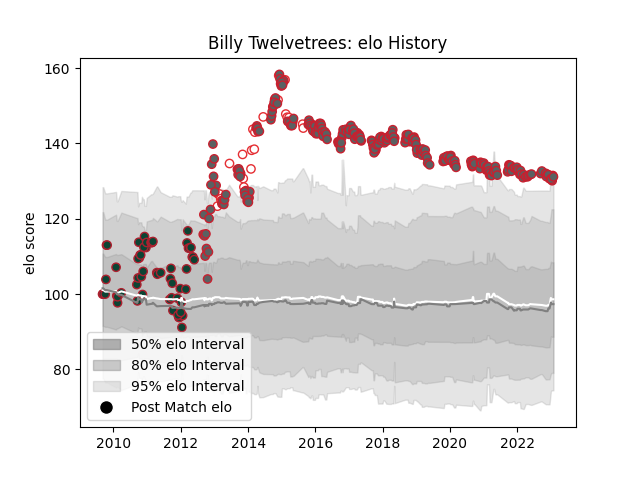 Billy Twelvetrees: elo History
elo score
160
140
120
100
80
50% elo Interval
80% elo Interval
95% elo Interval
Post Match elo
2010 2012 2014 2016 2018 2020 2022